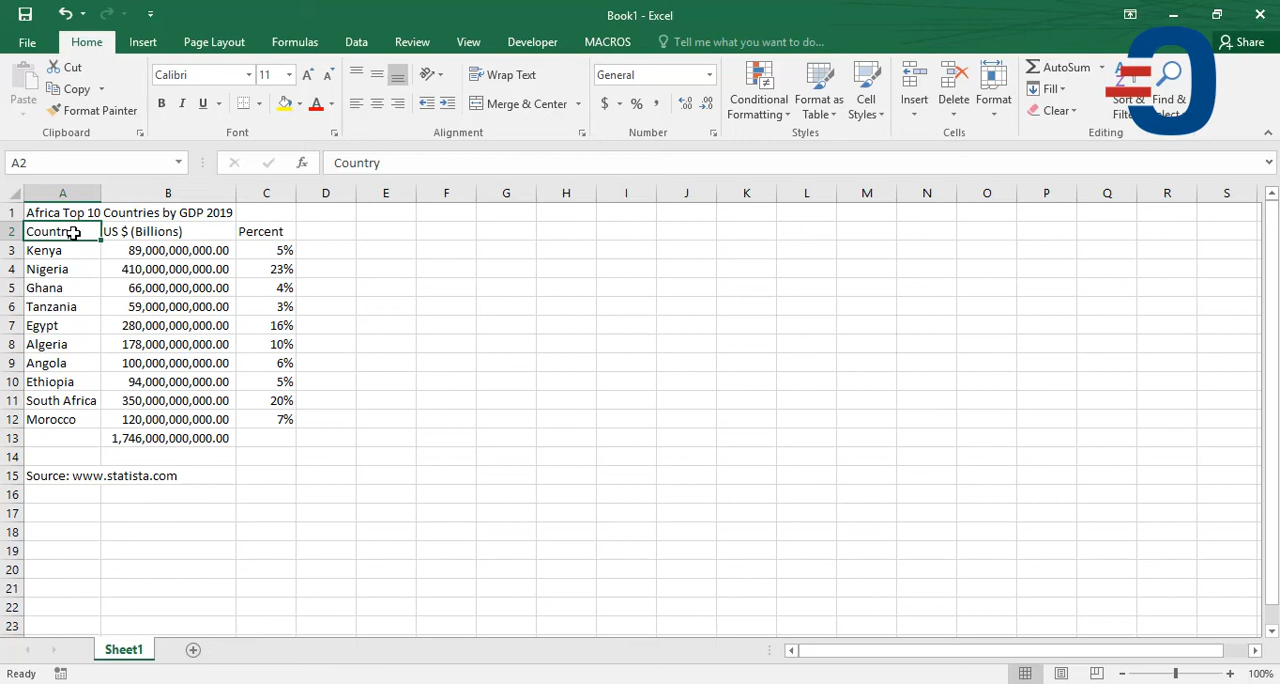 Book1 - Excel
File Home Insert Page Layout Formulas Data Review View Developer MACROS Tell me what you want to do... Share
Paste Cut Copy Format Painter
Calibri 11
B I U A
Wrap Text
Merge & Center
General
$ % ,
Conditional Formatting Format as Table Cell Styles
Insert Delete Format
AutoSum Fill Clear
Sort & Find &
Clipboard Font Alignment Number Styles Cells Editing
A2 fx Country
A B C D E F G H I J K L M N O P Q R S
1 Africa Top 10 Countries by GDP 2019
2 Country US $ (Billions) Percent
3 Kenya 89,000,000,000.00 5%
4 Nigeria 410,000,000,000.00 23%
5 Ghana 66,000,000,000.00 4%
6 Tanzania 59,000,000,000.00 3%
7 Egypt 280,000,000,000.00 16%
8 Algeria 178,000,000,000.00 10%
9 Angola 100,000,000,000.00 6%
10 Ethiopia 94,000,000,000.00 5%
11 South Africa 350,000,000,000.00 20%
12 Morocco 120,000,000,000.00 7%
13 1,746,000,000,000.00
14
15 Source: www.statista.com
16
17
18
19
20
21
22
23
Sheet1
Ready 100%